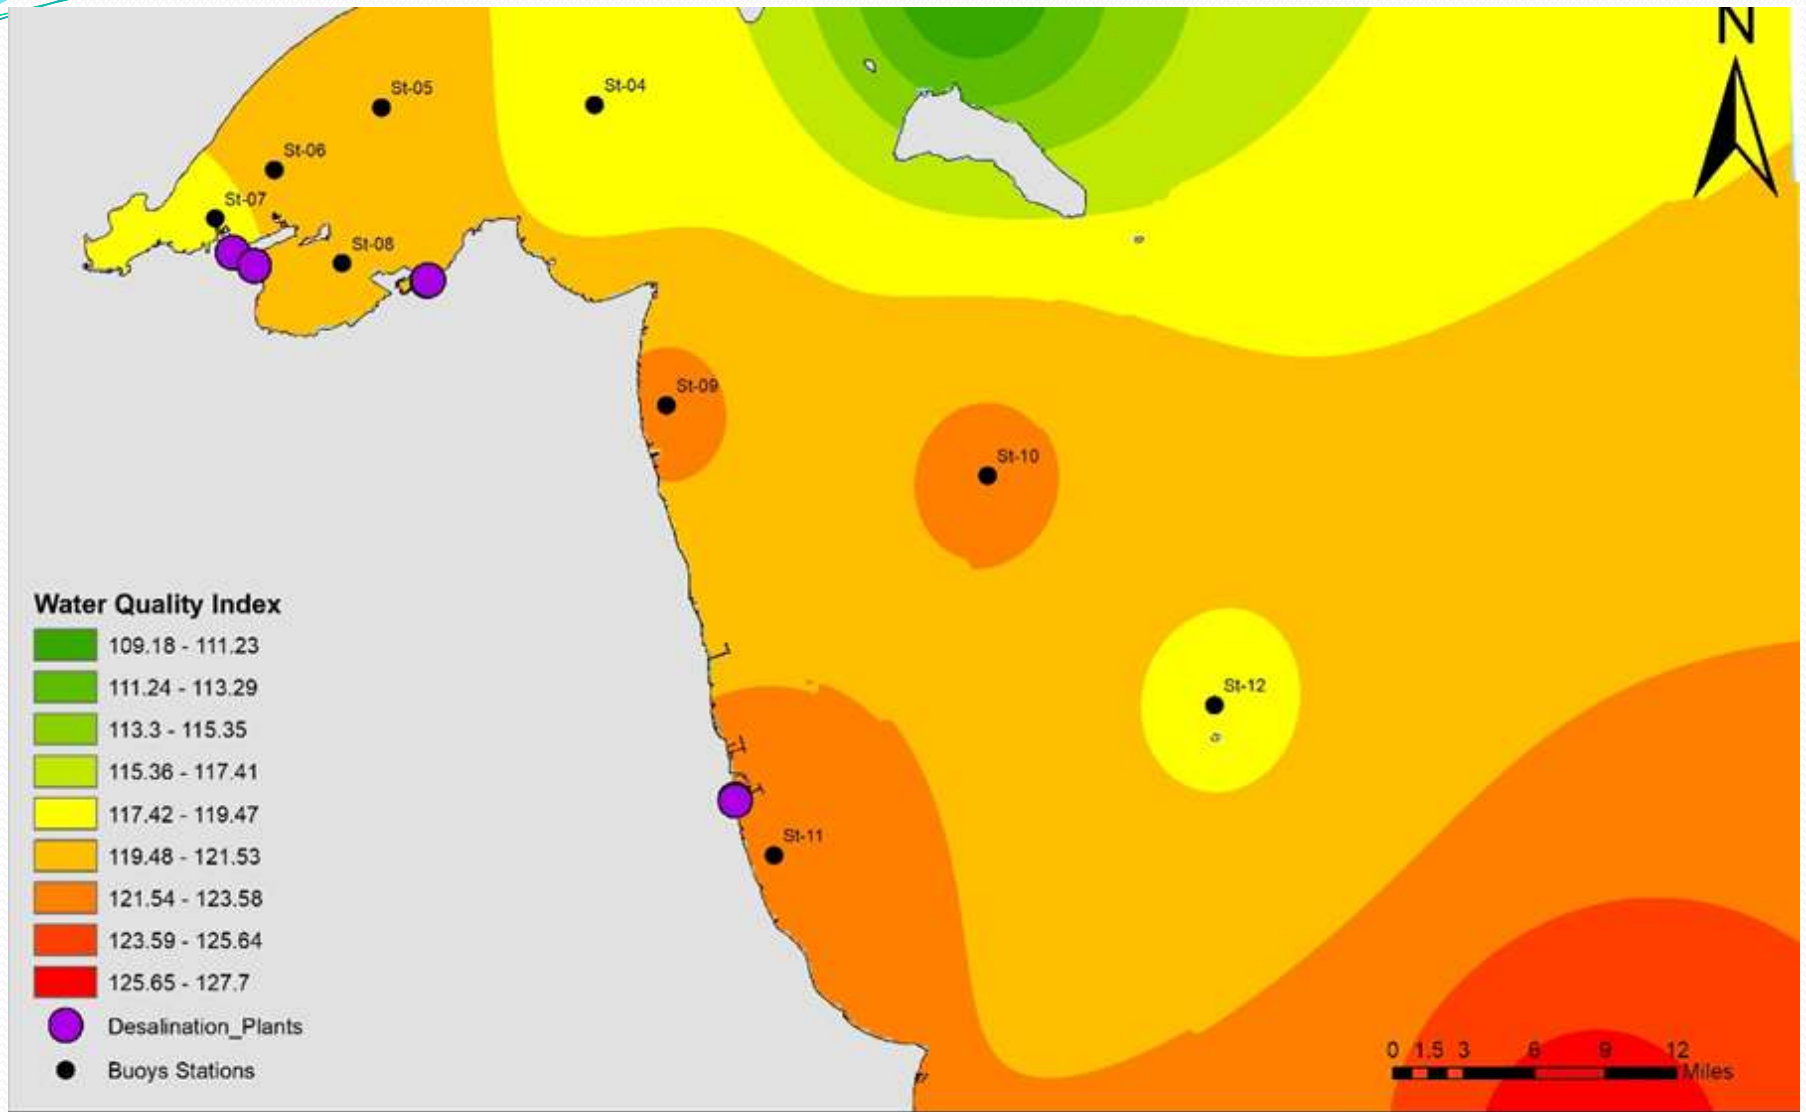 N
St-05
St-04
St-06
St-07
St-08
St-09
St-10
St-12
St-11
Water Quality Index
109.18 - 111.23
111.24 - 113.29
113.3 - 115.35
115.36 - 117.41
117.42 - 119.47
119.48 - 121.53
121.54 - 123.58
123.59 - 125.64
125.65 - 127.7
Desalination_Plants
Buoys Stations
0 1.5 3 6 9 12
Miles